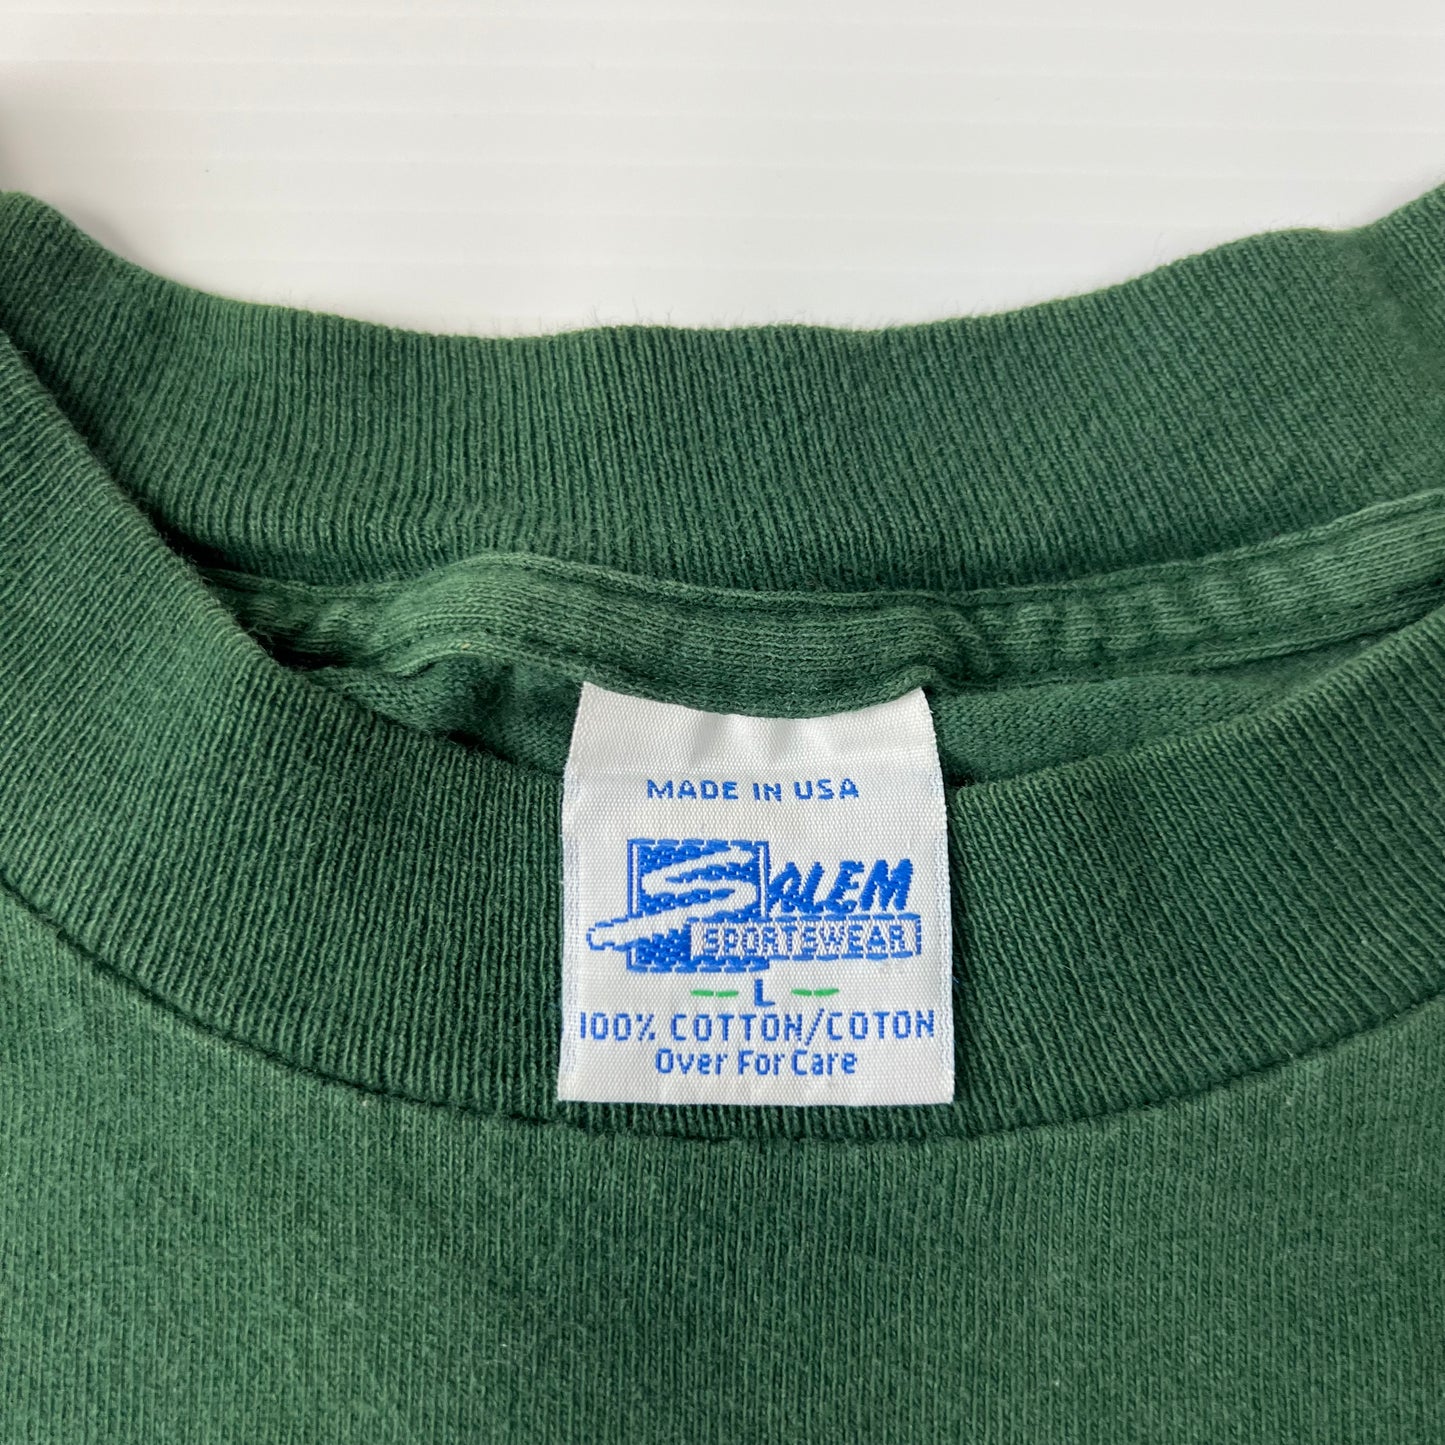 MADE IN USA
SALEM
SPORTSWEAR
L
100% COTTON/COTON
Over For Care